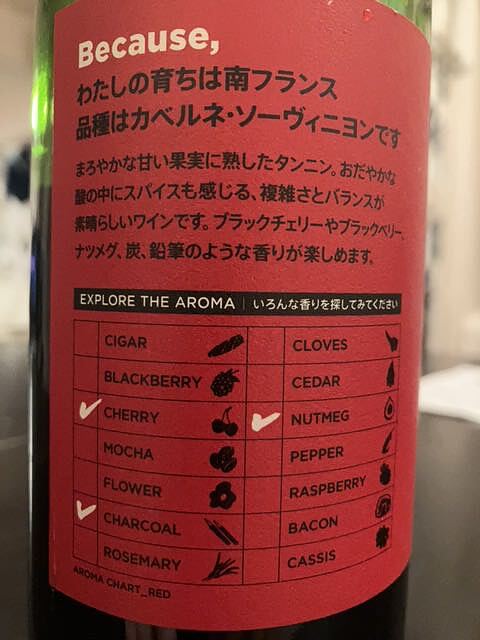 Because,
わたしの育ちは南フランス
品種はカベルネ・ソーヴィニヨンです
まろやかな甘い果実に熟したタンニン。おだやかな
酸の中にスパイスも感じる、複雑さとバランスが
素晴らしいワインです。ブラックチェリーやブラックベリー、
ナツメグ、炭、鉛筆のような香りが楽しめます。
EXPLORE THE AROMA | いろんな香りを探してみてください
CIGAR
BLACKBERRY
CHERRY
MOCHA
FLOWER
CHARCOAL
ROSEMARY
CLOVES
CEDAR
NUTMEG
PEPPER
RASPBERRY
BACON
CASSIS
AROMA CHART_RED